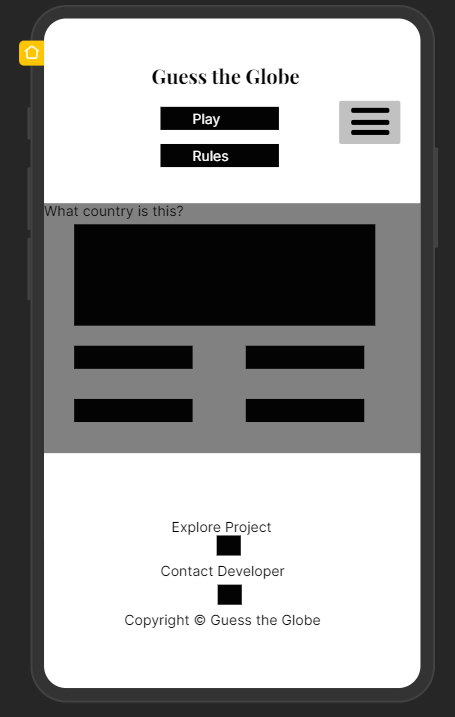 Guess the Globe
Play
Rules
What country is this?
Explore Project
Contact Developer
Copyright © Guess the Globe